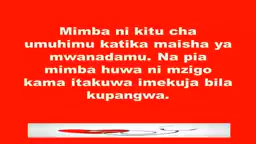 Mimba ni kitu cha
umuhimu katika maisha ya
mwanadamu. Na pia
mimba huwa ni mzigo
kama itakuwa imekuja bila
kupangwa.